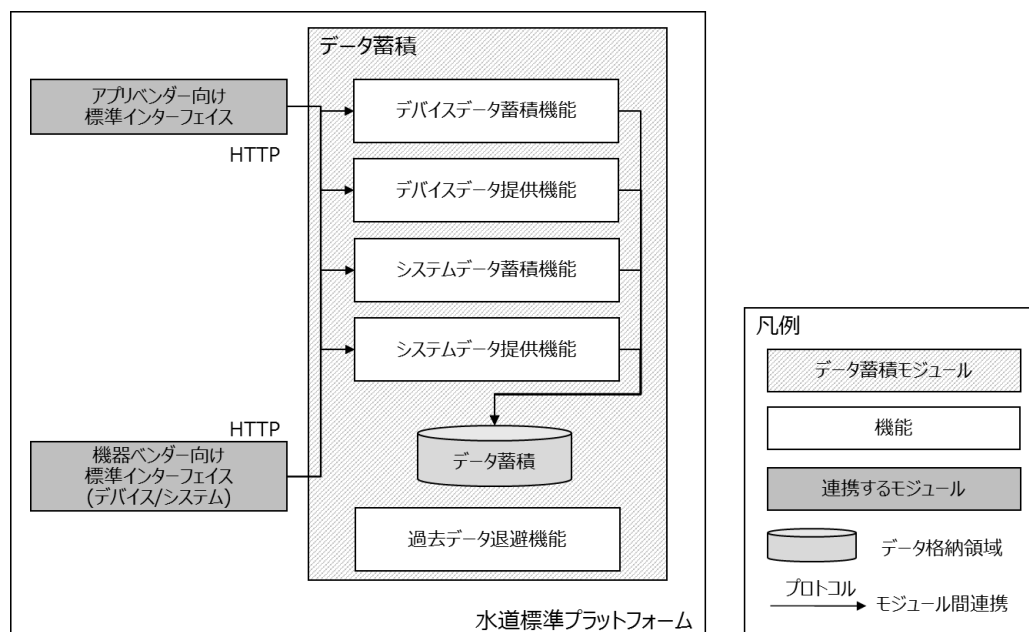 データ蓄積
アプリベンダー向け
標準インターフェイス
HTTP
デバイスデータ蓄積機能
デバイスデータ提供機能
システムデータ蓄積機能
システムデータ提供機能
HTTP
機器ベンダー向け
標準インターフェイス
(デバイス/システム)
データ蓄積
過去データ退避機能
水道標準プラットフォーム
凡例
データ蓄積モジュール
機能
連携するモジュール
データ格納領域
プロトコル
モジュール間連携